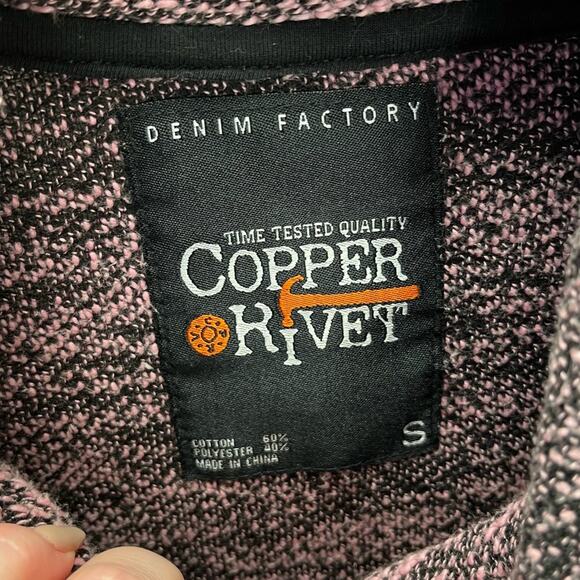 DENIM FACTORY
TIME TESTED QUALITY
COPPER
RIVET
S
COTTON 60%
POLYESTER 40%
MADE IN CHINA